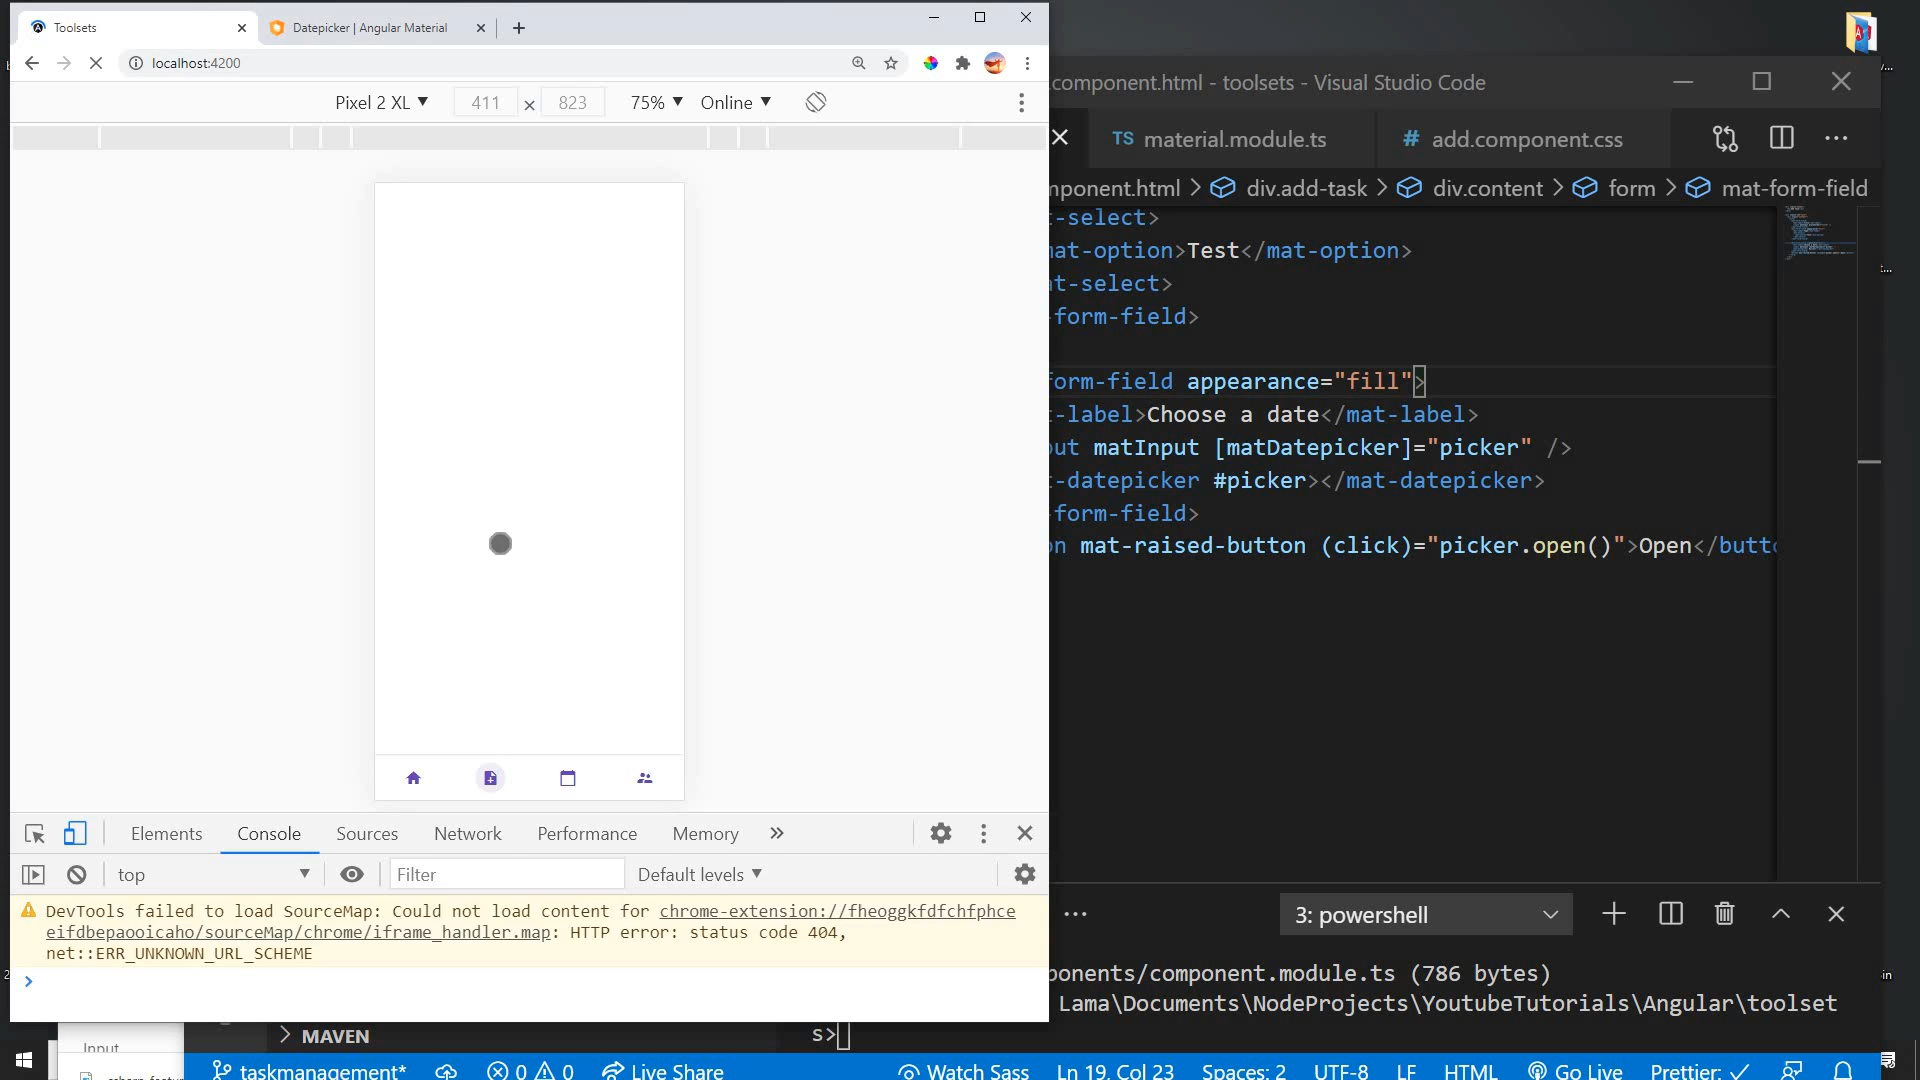 Toolsets
Datepicker | Angular Material
localhost:4200
Pixel 2 XL
411
×
823
75%
Online
Elements
Console
Sources
Network
Performance
Memory
top
Filter
Default levels
DevTools failed to load SourceMap: Could not load content for chrome-extension://fheoggkfdfchfphce
eifdbepaooicaho/sourceMap/chrome/iframe_handler.map: HTTP error: status code 404,
net::ERR_UNKNOWN_URL_SCHEME
component.html - toolsets - Visual Studio Code
TS material.module.ts
# add.component.css
mponent.html > div.add-task > div.content > form > mat-form-field
t-select>
mat-option>Test</mat-option>
t-select>
-form-field>
form-field appearance="fill">
t-label>Choose a date</mat-label>
out matInput [matDatepicker]="picker" />
t-datepicker #picker></mat-datepicker>
-form-field>
on mat-raised-button (click)="picker.open()">Open</butto
3: powershell
ponents/component.module.ts (786 bytes)
Lama\Documents\NodeProjects\YoutubeTutorials\Angular\toolset
s>
MAVEN
Input
taskmanagement*
0
0
Live Share
Watch Sass
Ln 19, Col 23
Spaces: 2
UTF-8
LF
HTML
Go Live
Prettier: ✓